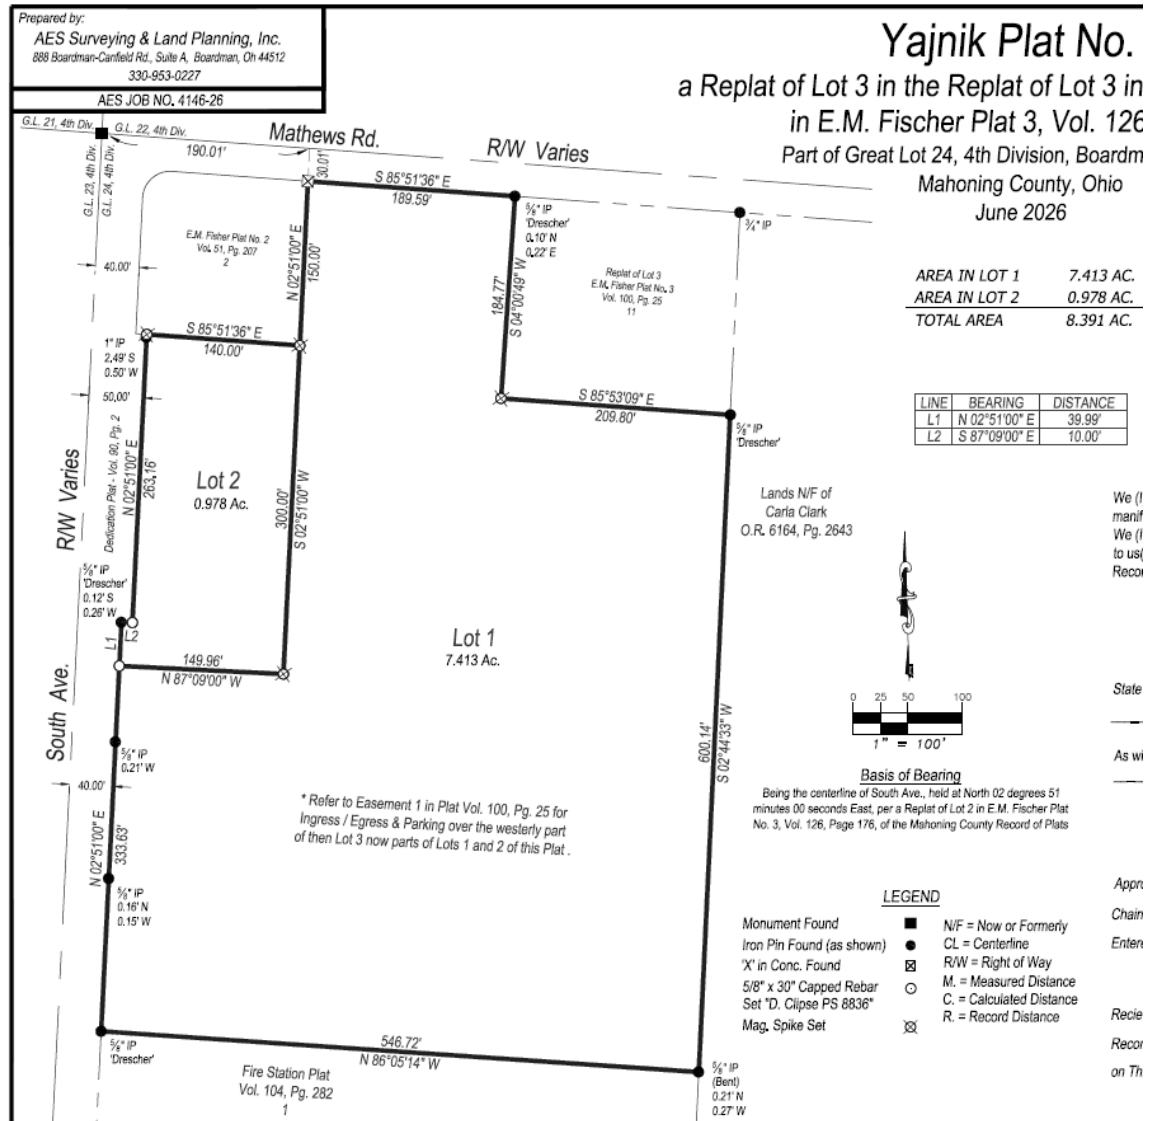 Prepared by:
AES Surveying & Land Planning, Inc.
888 Boardman-Canfield Rd., Suite A, Boardman, Oh 44512
330-953-0227
AES JOB NO. 4146-26
Yajnik Plat No.
a Replat of Lot 3 in the Replat of Lot 3 in
in E.M. Fischer Plat 3, Vol. 126
Part of Great Lot 24, 4th Division, Boardm
Mahoning County, Ohio
June 2026
AREA IN LOT 1 7.413 AC.
AREA IN LOT 2 0.978 AC.
TOTAL AREA 8.391 AC.
LINE BEARING DISTANCE
L1 N 02°51'00" E 39.99'
L2 S 87°09'00" E 10.00'
G.L. 21, 4th Div.
G.L. 22, 4th Div.
G.L. 23, 4th Div.
G.L. 24, 4th Div.
Mathews Rd.
R/W Varies
190.01'
30.01'
S 85°51'36" E
189.59'
5/8" IP
'Drescher'
0.10' N
0.22' E
3/4" IP
E.M. Fisher Plat No. 2
Vol. 51, Pg. 207
2
N 02°51'00" E
150.00'
40.00'
184.77'
S 04°00'49" W
Replat of Lot 3
E.M. Fisher Plat No. 3
Vol. 100, Pg. 25
11
S 85°51'36" E
140.00'
1" IP
2.49' S
0.50' W
50.00'
S 85°53'09" E
209.80'
5/8" IP
'Drescher'
R/W Varies
Dedication Plat - Vol. 90, Pg. 2
N 02°51'00" E
263.16'
Lot 2
0.978 Ac.
300.00'
S 02°51'00" W
Lands N/F of
Carla Clark
O.R. 6164, Pg. 2643
We (I
manif
We (I
to us(
Recor
5/8" IP
'Drescher'
0.12' S
0.26' W
L1
L2
149.96'
N 87°09'00" W
Lot 1
7.413 Ac.
South Ave.
5/8" IP
0.21' W
40.00'
600.14'
S 02°44'33" W
0 25 50 100
1" = 100'
State
As wi
Basis of Bearing
Being the centerline of South Ave., held at North 02 degrees 51
minutes 00 seconds East, per a Replat of Lot 2 in E.M. Fischer Plat
No. 3, Vol. 126, Page 176, of the Mahoning County Record of Plats
* Refer to Easement 1 in Plat Vol. 100, Pg. 25 for
Ingress / Egress & Parking over the westerly part
of then Lot 3 now parts of Lots 1 and 2 of this Plat .
N 02°51'00" E
333.63'
5/8" IP
0.16' N
0.15' W
LEGEND
Monument Found
Iron Pin Found (as shown)
'X' in Conc. Found
5/8" x 30" Capped Rebar
Set "D. Clipse PS 8836"
Mag. Spike Set
N/F = Now or Formerly
CL = Centerline
R/W = Right of Way
M. = Measured Distance
C. = Calculated Distance
R. = Record Distance
Appro
Chain
Entere
Recie
Recor
on Th
5/8" IP
'Drescher'
546.72'
N 86°05'14" W
Fire Station Plat
Vol. 104, Pg. 282
1
5/8" IP
(Bent)
0.21' N
0.27' W